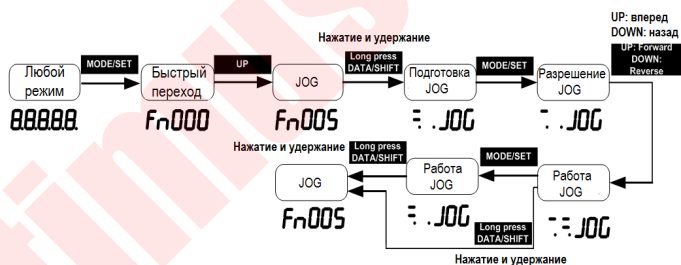 UP: вперед
DOWN: назад
Нажатие и удержание
Любой
режим
MODE/SET
Быстрый
переход
UP
JOG
Long press
DATA/SHIFT
Подготовка
JOG
MODE/SET
Разрешение
JOG
UP: Forward
DOWN:
Reverse
8.8.8.8.8.
Fn000
Fn005
JOG
JOG
Нажатие и удержание
Long press
DATA/SHIFT
JOG
Работа
JOG
MODE/SET
Работа
JOG
Fn005
JOG
JOG
Long press
DATA/SHIFT
Нажатие и удержание
timus